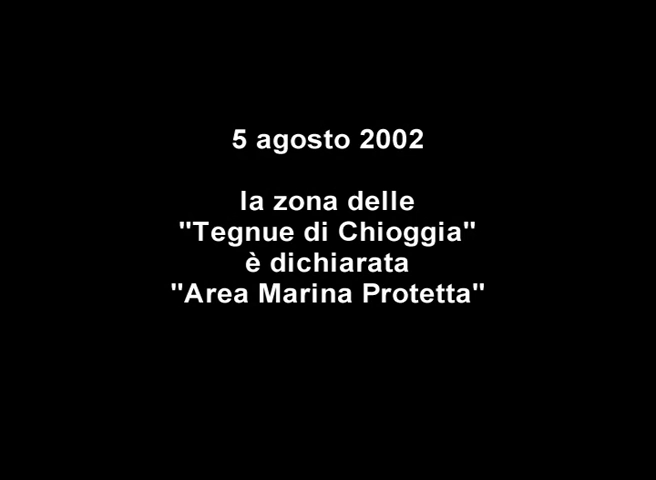 5 agosto 2002
la zona delle
"Tegnue di Chioggia"
è dichiarata
"Area Marina Protetta"